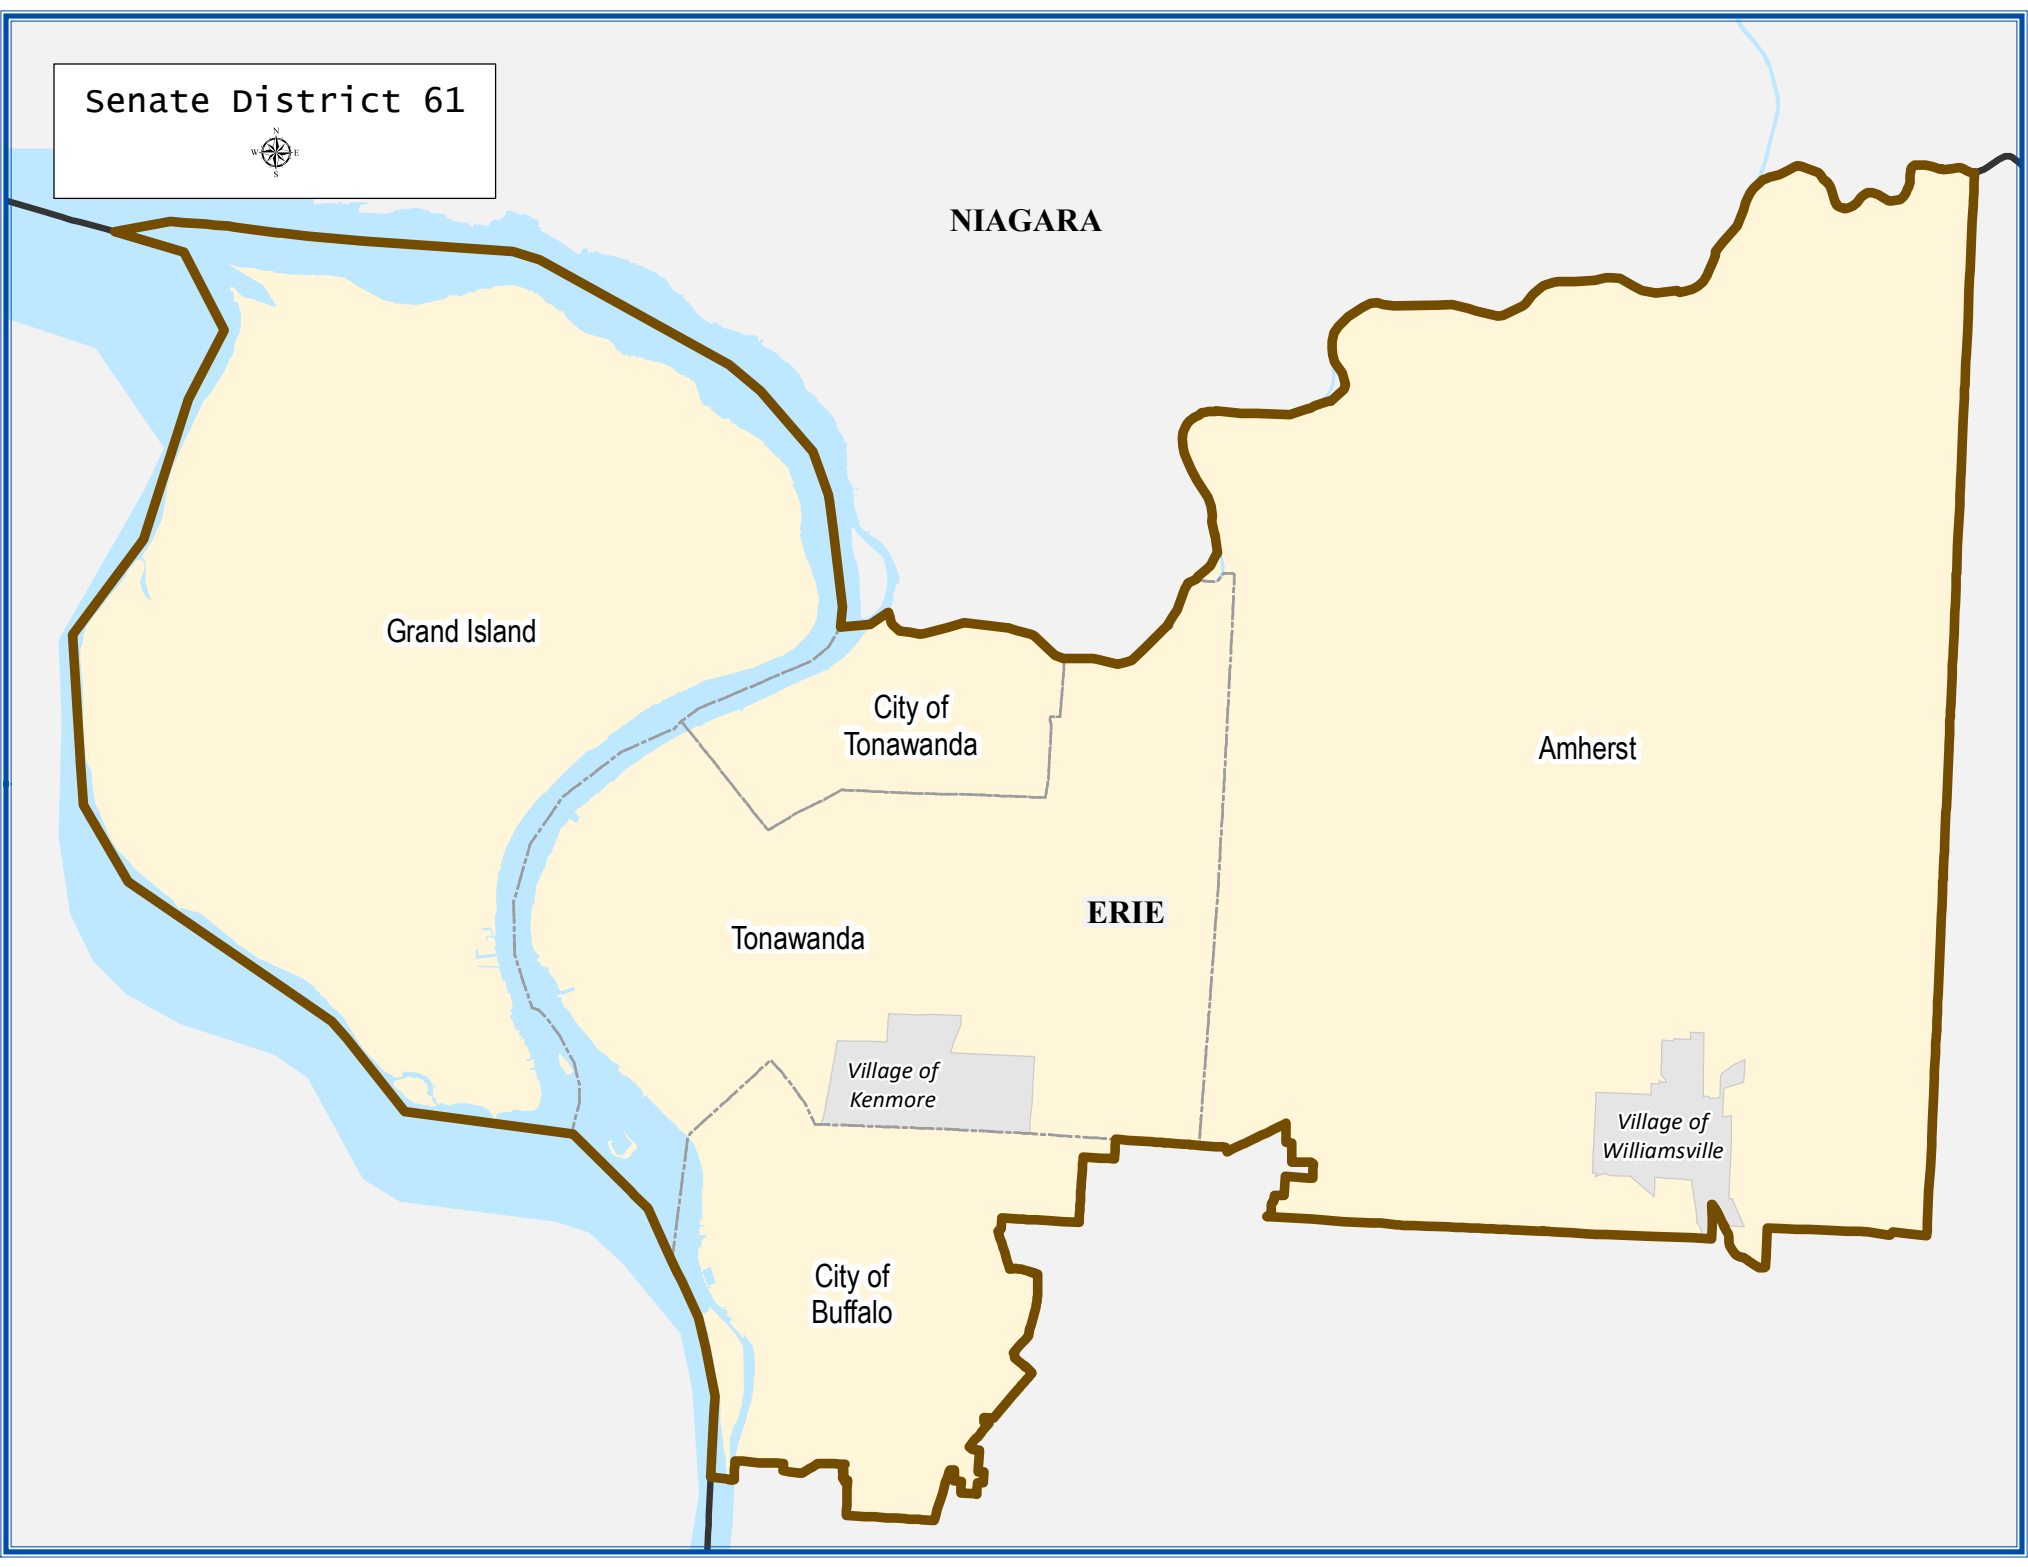 Senate District 61
N
W E
S
NIAGARA
Grand Island
City of
Tonawanda
Amherst
ERIE
Tonawanda
Village of
Kenmore
Village of
Williamsville
City of
Buffalo